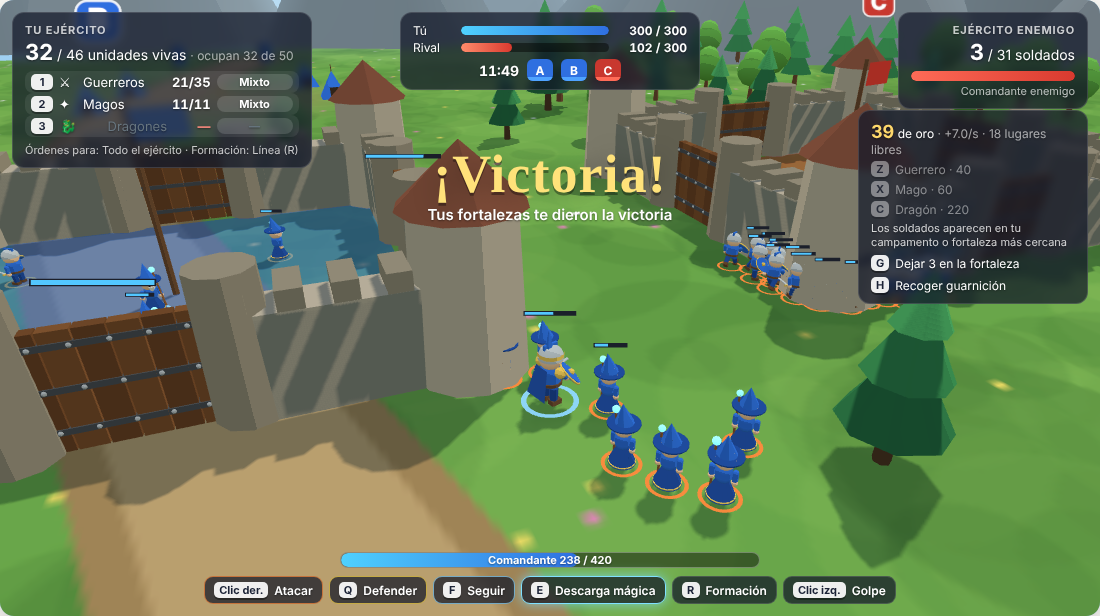 TU EJÉRCITO
32 / 46 unidades vivas · ocupan 32 de 50
1 ⚔ Guerreros 21/35 Mixto
2 ✦ Magos 11/11 Mixto
3 🐉 Dragones — —
Órdenes para: Todo el ejército · Formación: Línea (R)
Tú 300 / 300
Rival 102 / 300
11:49 A B C
C
EJÉRCITO ENEMIGO
3 / 31 soldados
Comandante enemigo
39 de oro · +7.0/s · 18 lugares
libres
Z Guerrero · 40
X Mago · 60
C Dragón · 220
Los soldados aparecen en tu
campamento o fortaleza más cercana
G Dejar 3 en la fortaleza
H Recoger guarnición
¡Victoria!
Tus fortalezas te dieron la victoria
Comandante 238 / 420
Clic der. Atacar
Q Defender
F Seguir
E Descarga mágica
R Formación
Clic izq. Golpe